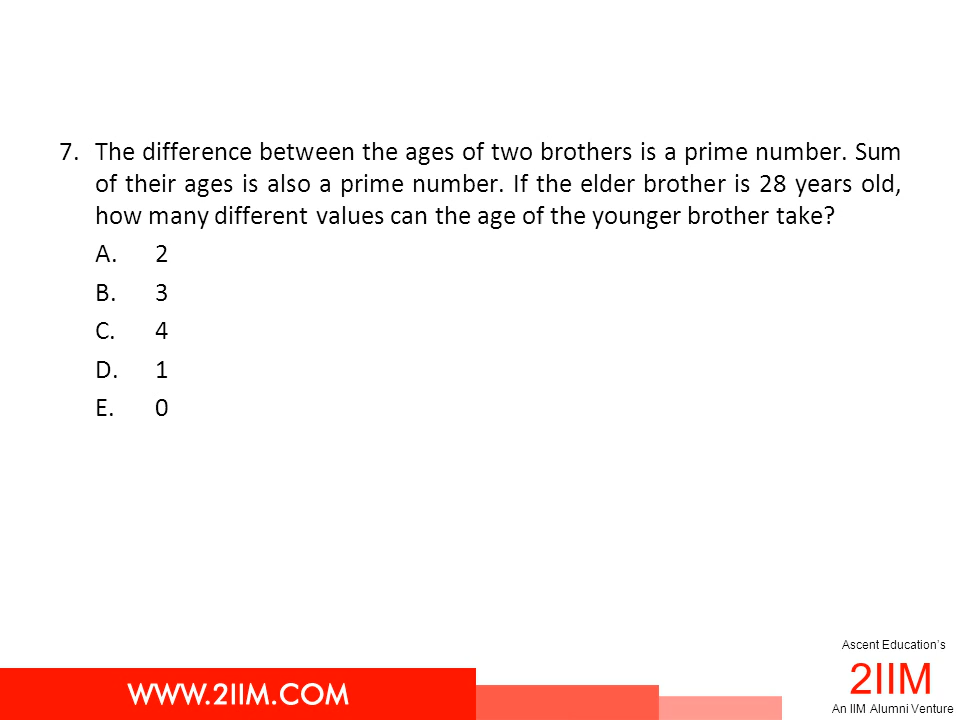 7. The difference between the ages of two brothers is a prime number. Sum
of their ages is also a prime number. If the elder brother is 28 years old,
how many different values can the age of the younger brother take?
A. 2
B. 3
C. 4
D. 1
E. 0
WWW.2IIM.COM
Ascent Education's
2IIM
An IIM Alumni Venture